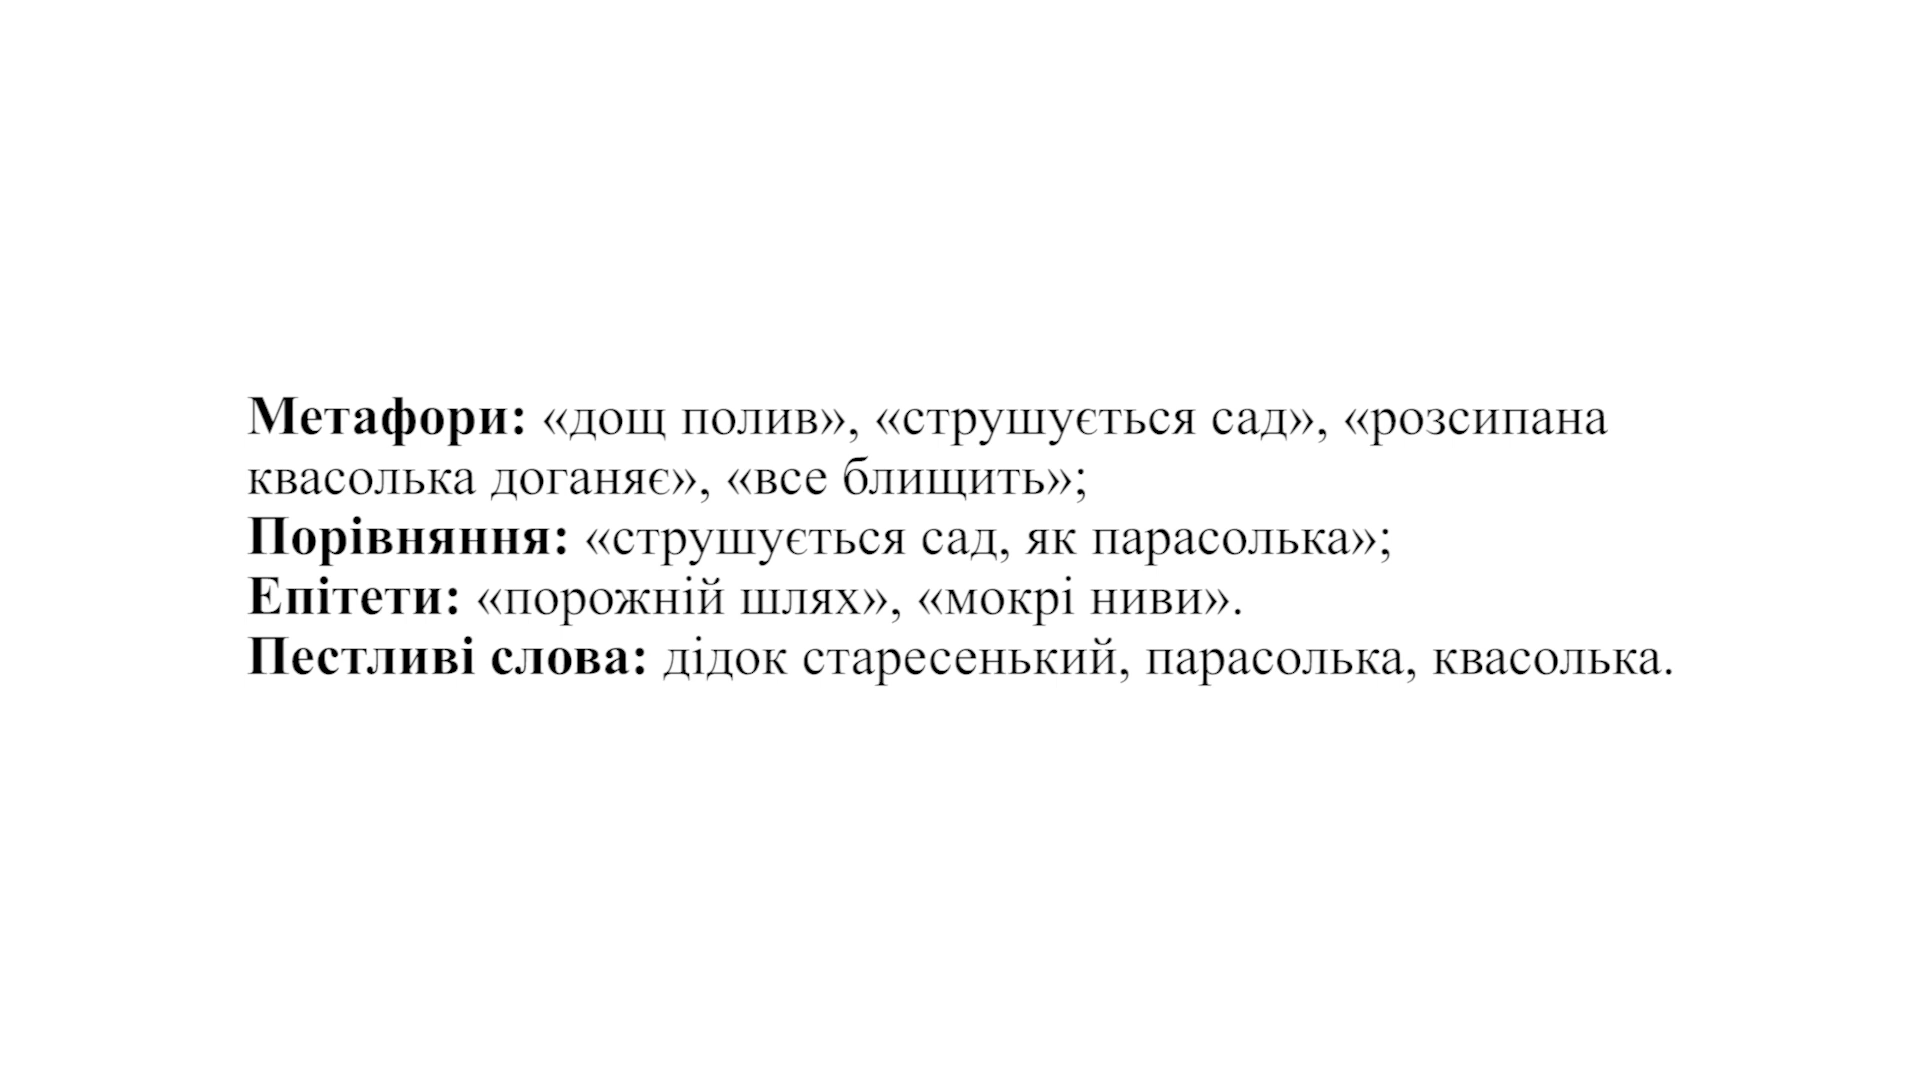 Метафори: «дощ полив», «струшується сад», «розсипана
квасолька доганяє», «все блищить»;
Порівняння: «струшується сад, як парасолька»;
Епітети: «порожній шлях», «мокрі ниви».
Пестливі слова: дідок старесенький, парасолька, квасолька.